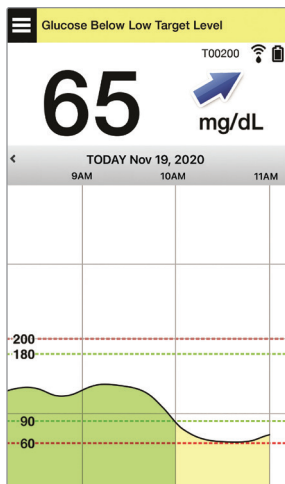 Glucose Below Low Target Level
T00200
65
mg/dL
< TODAY Nov 19, 2020
9AM 10AM 11AM
200
180
90
60